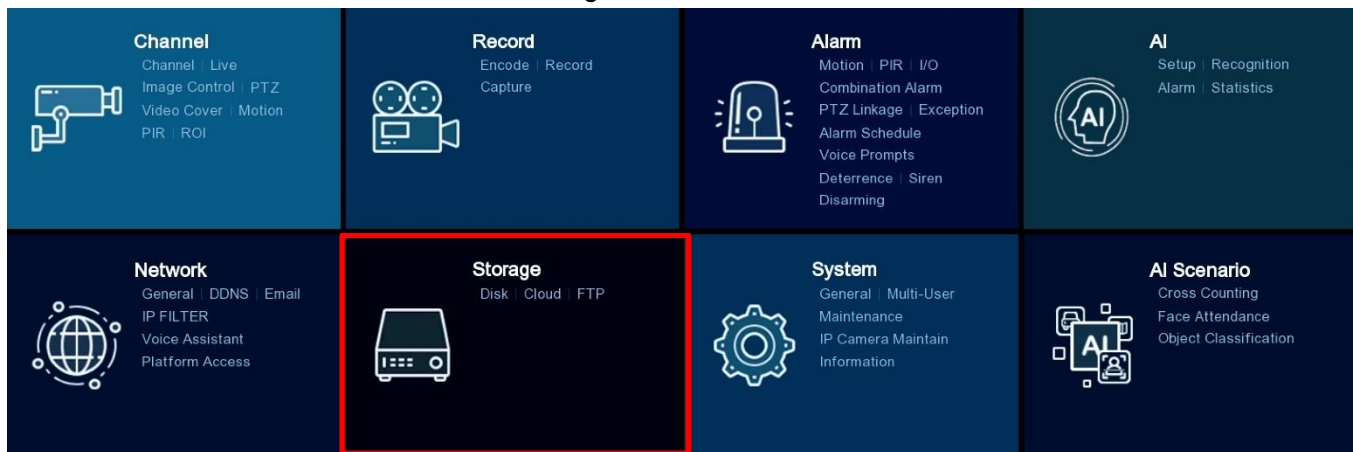 Channel
Channel | Live
Image Control | PTZ
Video Cover | Motion
PIR | ROI
Record
Encode | Record
Capture
Alarm
Motion | PIR | I/O
Combination Alarm
PTZ Linkage | Exception
Alarm Schedule
Voice Prompts
Deterrence | Siren
Disarming
AI
Setup | Recognition
Alarm | Statistics
AI
Network
General | DDNS | Email
IP FILTER
Voice Assistant
Platform Access
Storage
Disk | Cloud | FTP
System
General | Multi-User
Maintenance
IP Camera Maintain
Information
AI Scenario
Cross Counting
Face Attendance
Object Classification
AI